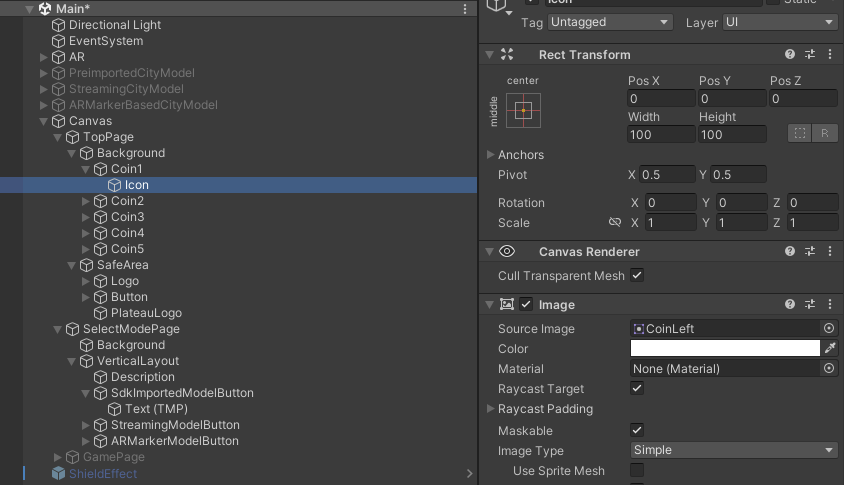 Main*
Directional Light
EventSystem
AR
PreimportedCityModel
StreamingCityModel
ARMarkerBasedCityModel
Canvas
TopPage
Background
Coin1
Icon
Coin2
Coin3
Coin4
Coin5
SafeArea
Logo
Button
PlateauLogo
SelectModePage
Background
VerticalLayout
Description
SdkImportedModelButton
Text (TMP)
StreamingModelButton
ARMarkerModelButton
GamePage
ShieldEffect
Icon
Static
Tag Untagged Layer UI
Rect Transform
center
middle
Pos X Pos Y Pos Z
0 0 0
Width Height
100 100
R
Anchors
Pivot X 0.5 Y 0.5
Rotation X 0 Y 0 Z 0
Scale X 1 Y 1 Z 1
Canvas Renderer
Cull Transparent Mesh
Image
Source Image CoinLeft
Color
Material None (Material)
Raycast Target
Raycast Padding
Maskable
Image Type Simple
Use Sprite Mesh